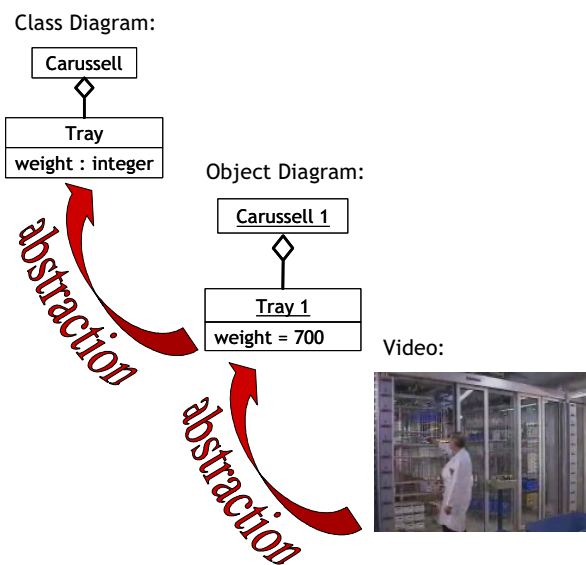 Class Diagram:
Carussell
Tray
weight : integer
abstraction
Object Diagram:
Carussell 1
Tray 1
weight = 700
abstraction
Video: